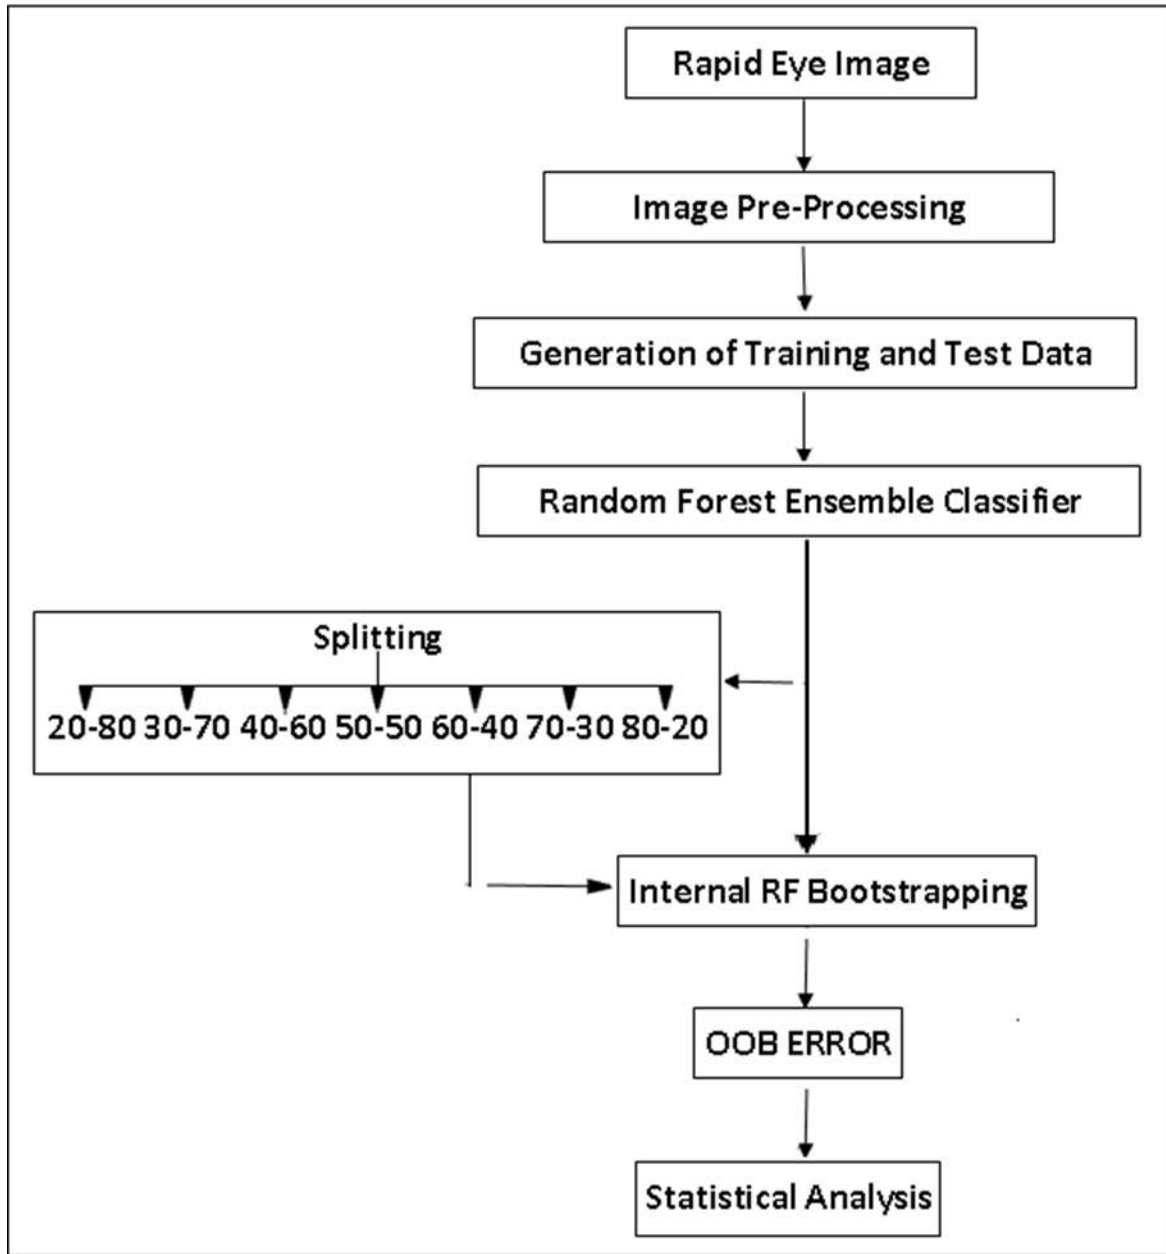 Rapid Eye Image
Image Pre-Processing
Generation of Training and Test Data
Random Forest Ensemble Classifier
Splitting
20-80 30-70 40-60 50-50 60-40 70-30 80-20
Internal RF Bootstrapping
OOB ERROR
Statistical Analysis